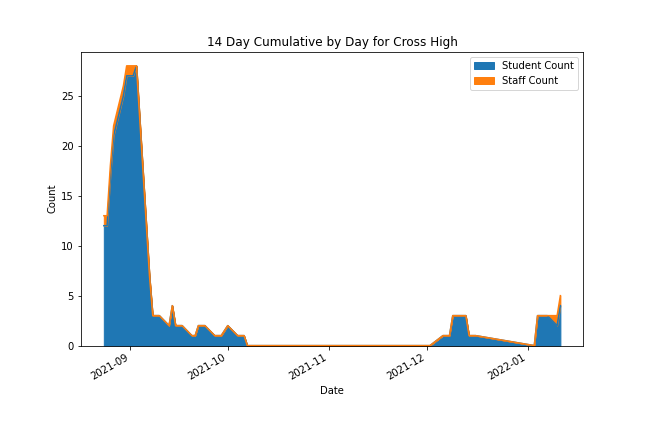 14 Day Cumulative by Day for Cross High
Student Count
Staff Count
25
20
15
10
5
0
Count
2021-09
2021-10
2021-11
2021-12
2022-01
Date